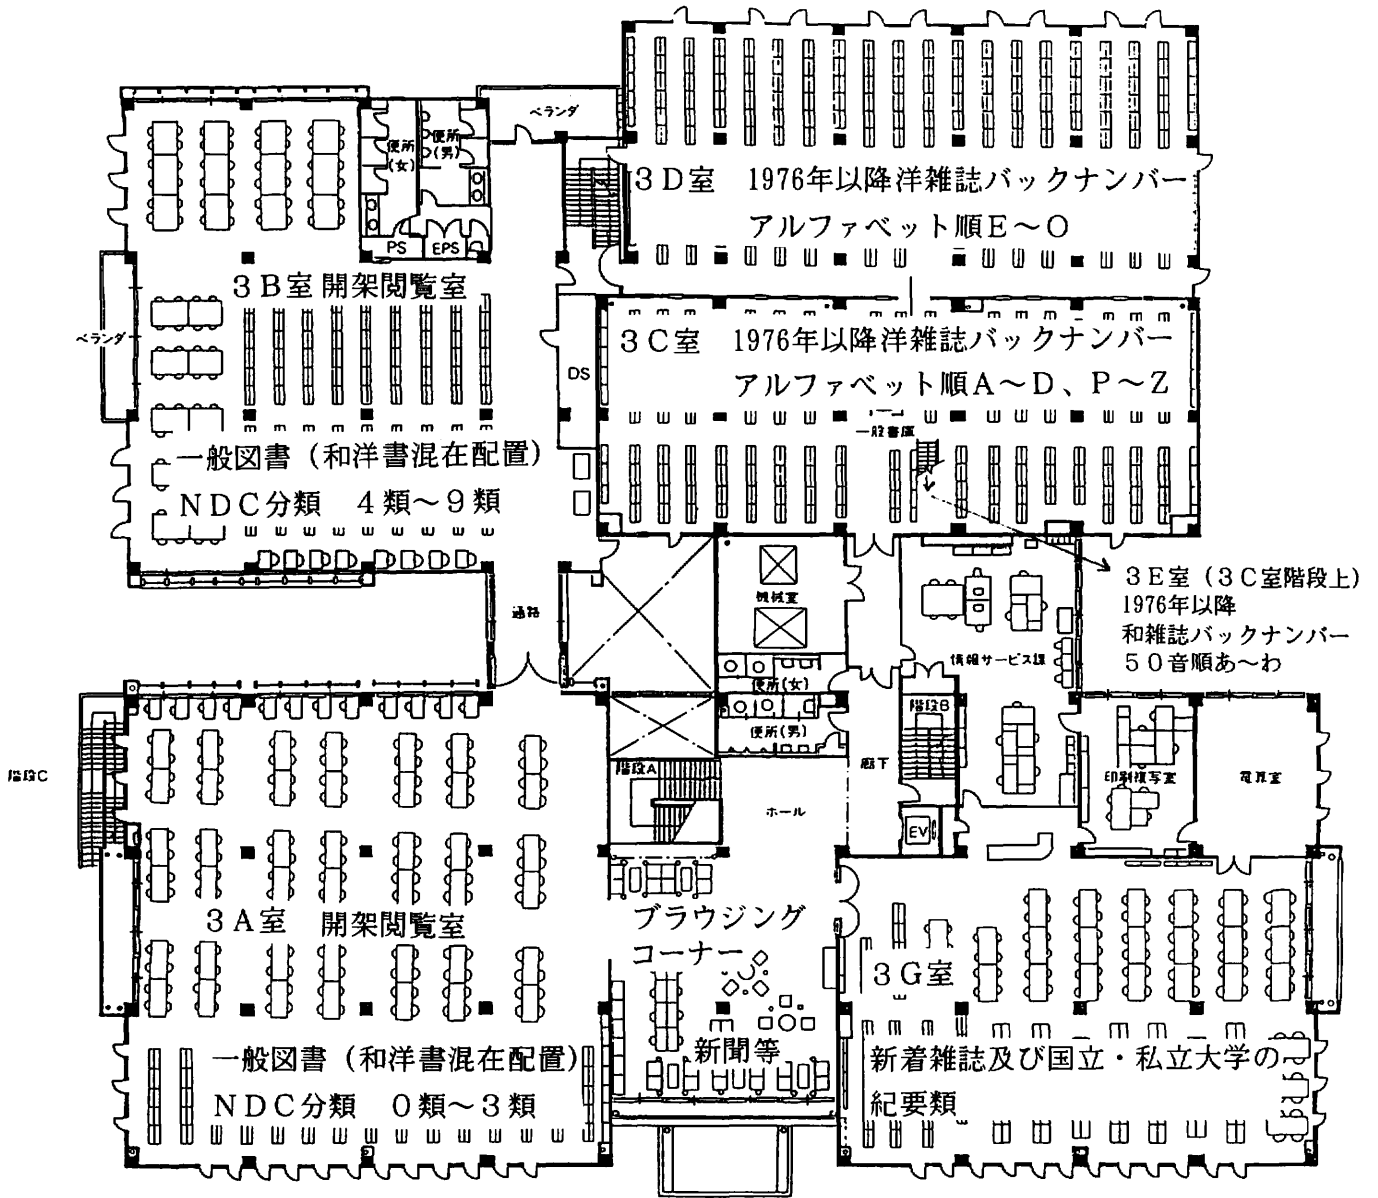 ベランダ
便所
(女)
便所
(男)
PS
EPS
3D室 1976年以降洋雑誌バックナンバー
アルファベット順E～O
3B室 開架閲覧室
ベランダ
DS
3C室 1976年以降洋雑誌バックナンバー
アルファベット順A～D、P～Z
一般書庫
一般図書(和洋書混在配置)
NDC分類 4類～9類
通路
機械室
情報サービス課
3E室(3C室階段上)
1976年以降
和雑誌バックナンバー
50音順あ～わ
便所(女)
便所(男)
階段B
廊下
階段C
階段A
ホール
EV
印刷複写室
電算室
3A室 開架閲覧室
ブラウジング
コーナー
3G室
一般図書(和洋書混在配置)
NDC分類 0類～3類
新聞等
新着雑誌及び国立・私立大学の
紀要類